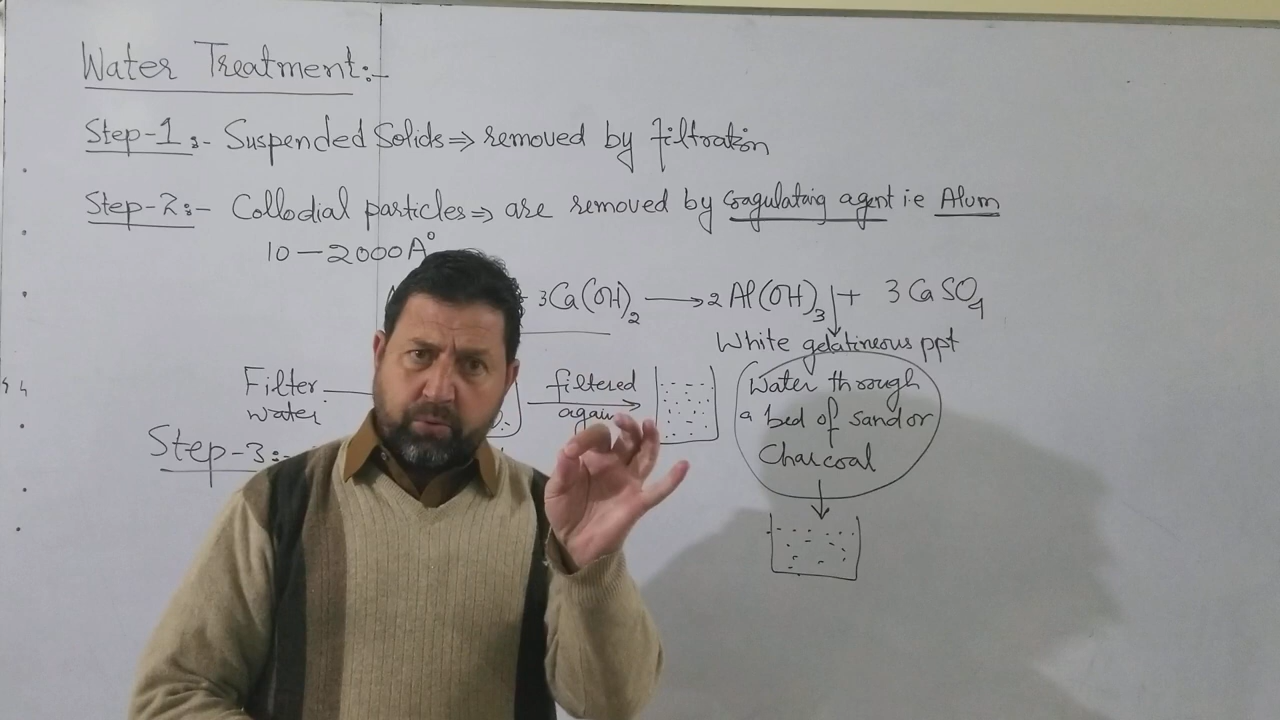 Water Treatment:-
Step-1:- Suspended Solids ⇒ removed by filtration
Step-2:- Collodial particles ⇒ are removed by coagulating agent i.e Alum
10 — 2000A°
3Ca(OH)₂ ⟶ 2Al(OH)₃↓ + 3CaSO₄
White gelatineous ppt
Filter water
filtered again
Water through
a bed of sand or
Charcoal
Step-3:-